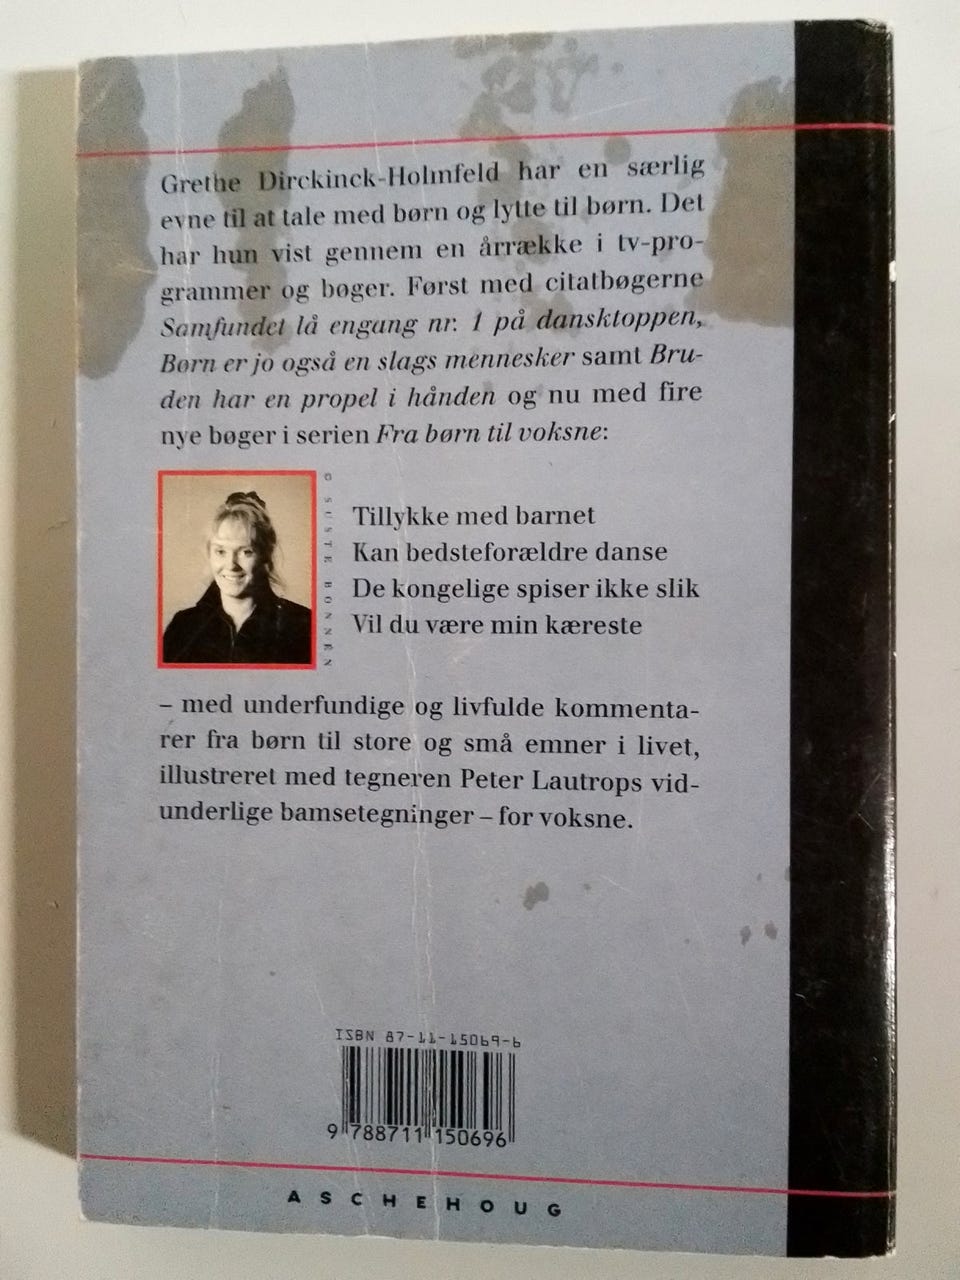 Grethe Dirckinck-Holmfeld har en særlig
evne til at tale med børn og lytte til børn. Det
har hun vist gennem en årrække i tv-pro-
grammer og bøger. Først med citatbøgerne
Samfundet lå engang nr. 1 på dansktoppen,
Børn er jo også en slags mennesker samt Bru-
den har en propel i hånden og nu med fire
nye bøger i serien Fra børn til voksne:
© SUSTE BONNÉN
Tillykke med barnet
Kan bedsteforældre danse
De kongelige spiser ikke slik
Vil du være min kæreste
– med underfundige og livfulde kommenta-
rer fra børn til store og små emner i livet,
illustreret med tegneren Peter Lautrops vid-
underlige bamsetegninger – for voksne.
ISBN 87-11-15069-6
9 788711 150696
ASCHEHOUG